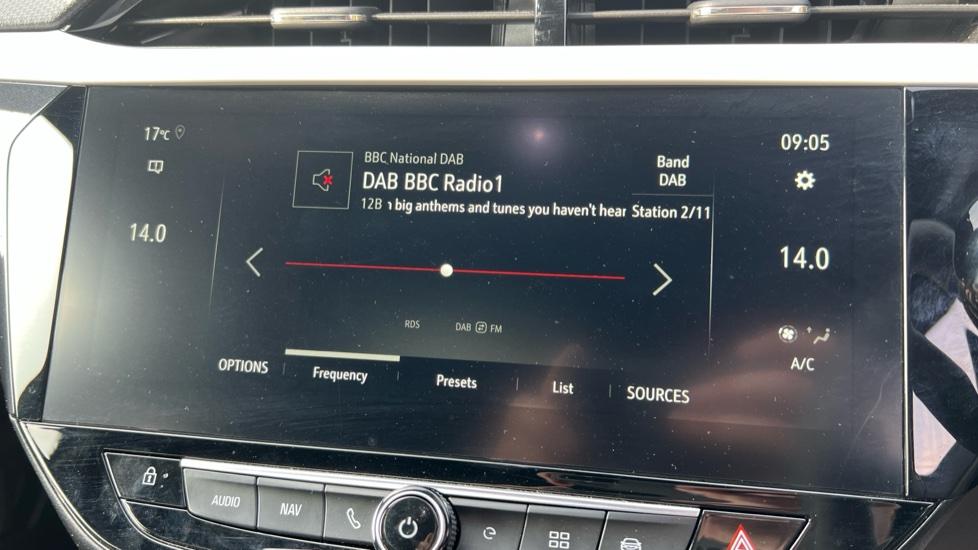 17°C
09:05
BBC National DAB
DAB BBC Radio1
12B ı big anthems and tunes you haven't hear
Band
DAB
Station 2/11
14.0
14.0
RDS
DAB FM
A/C
OPTIONS
Frequency
Presets
List
SOURCES
AUDIO
NAV